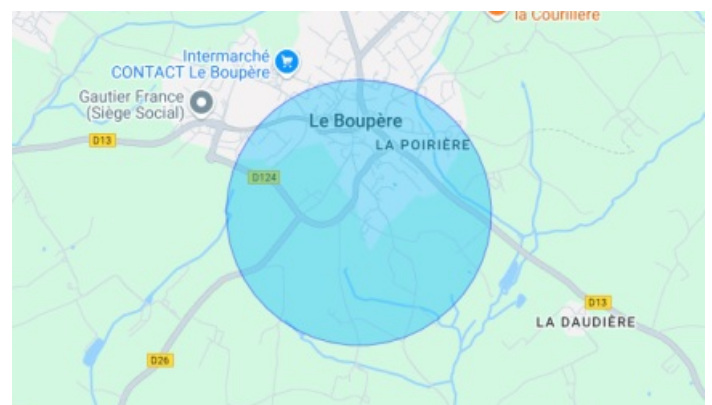 la Courillère
Intermarché
CONTACT Le Boupère
Gautier France
(Siège Social)
Le Boupère
D13
LA POIRIÈRE
D124
D13
LA DAUDIÈRE
D26